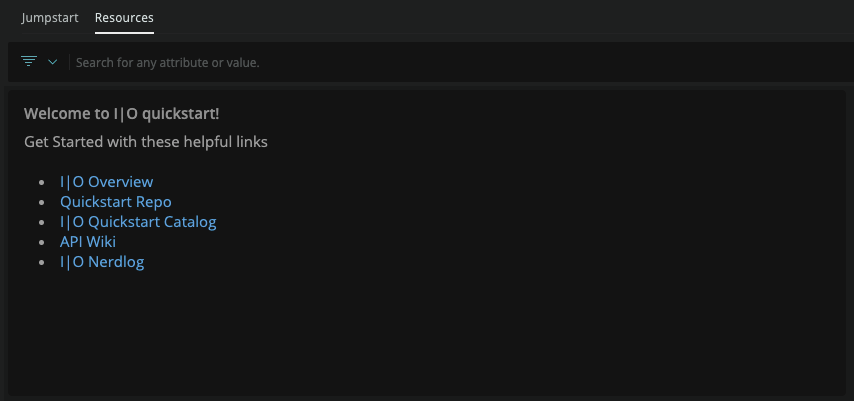 Jumpstart Resources
Search for any attribute or value.
Welcome to I|O quickstart!
Get Started with these helpful links
I|O Overview
Quickstart Repo
I|O Quickstart Catalog
API Wiki
I|O Nerdlog